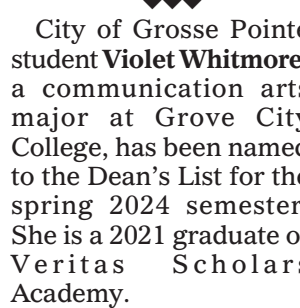 City of Grosse Pointe
student Violet Whitmore,
a communication arts
major at Grove City
College, has been named
to the Dean's List for the
spring 2024 semester.
She is a 2021 graduate of
Veritas Scholars
Academy.